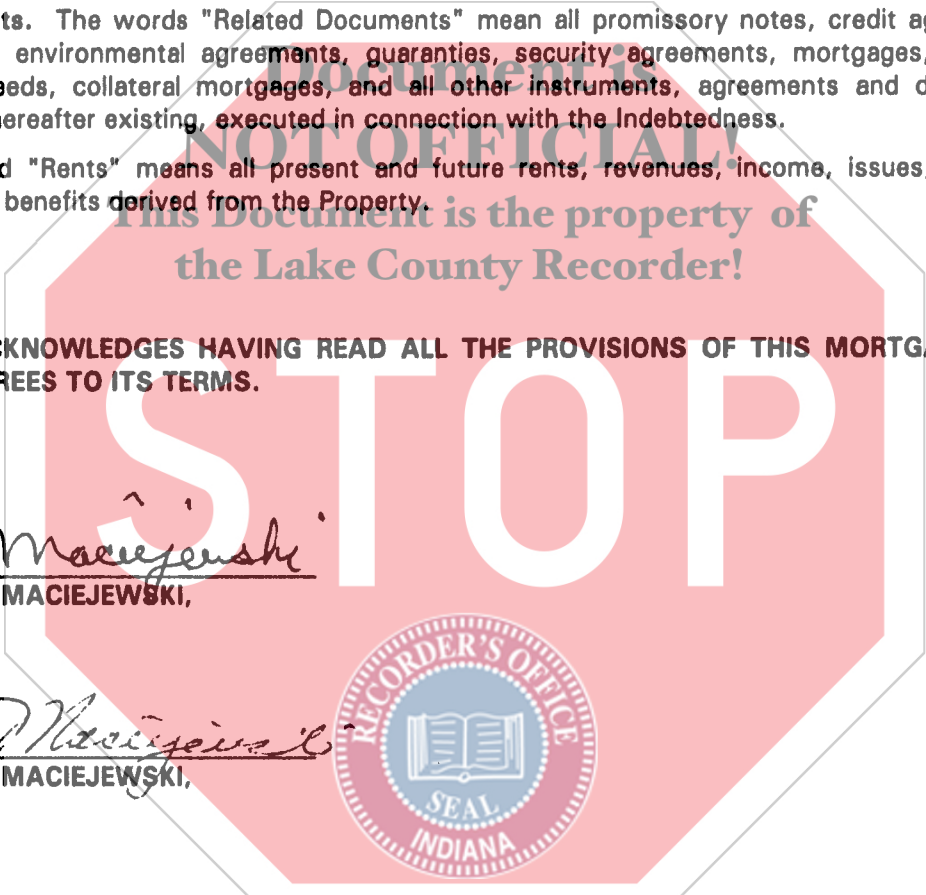 ts. The words "Related Documents" mean all promissory notes, credit ag
environmental agreements, guaranties, security agreements, mortgages,
eeds, collateral mortgages, and all other instruments, agreements and d
hereafter existing, executed in connection with the Indebtedness.
d "Rents" means all present and future rents, revenues, income, issues,
benefits derived from the Property.
Document is
NOT OFFICIAL!
This Document is the property of
the Lake County Recorder!
CKNOWLEDGES HAVING READ ALL THE PROVISIONS OF THIS MORTGA
REES TO ITS TERMS.
STOP
Maciejewski
MACIEJEWSKI,
Maciejewski
MACIEJEWSKI,
RECORDER'S OFFICE
SEAL
INDIANA